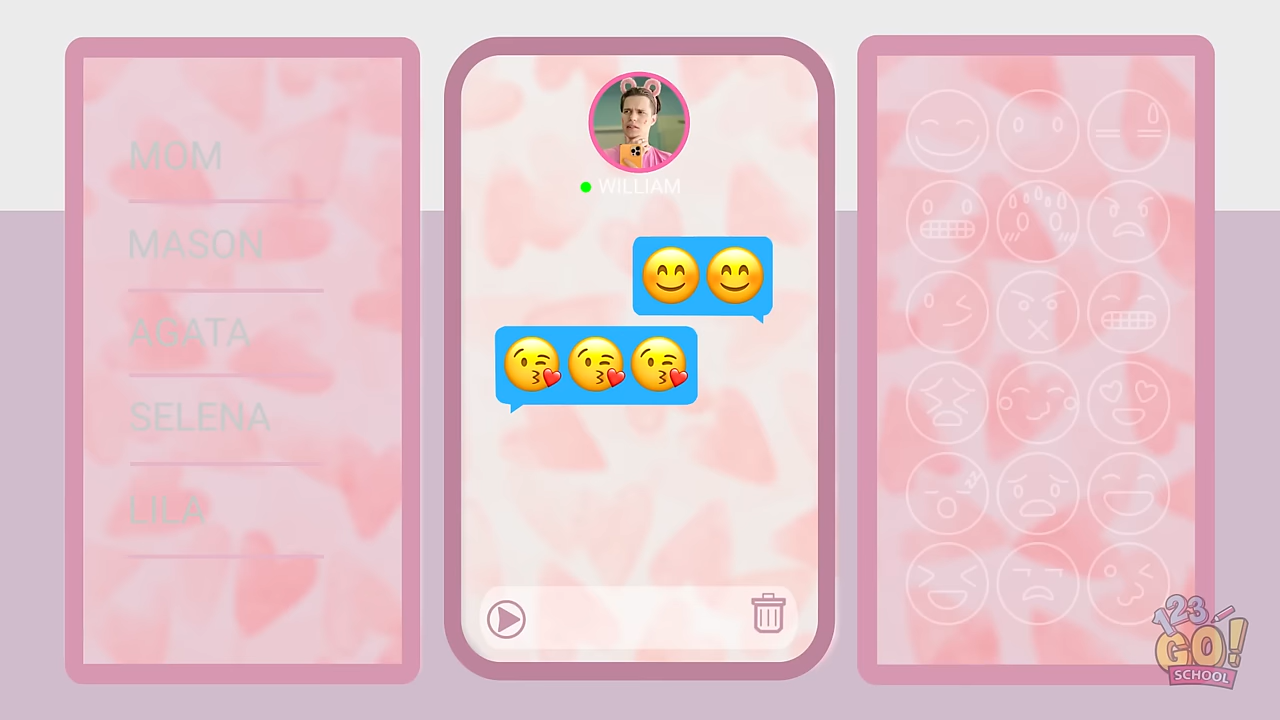 MOM
MASON
AGATA
SELENA
LILA
WILLIAM
123
GO!
SCHOOL